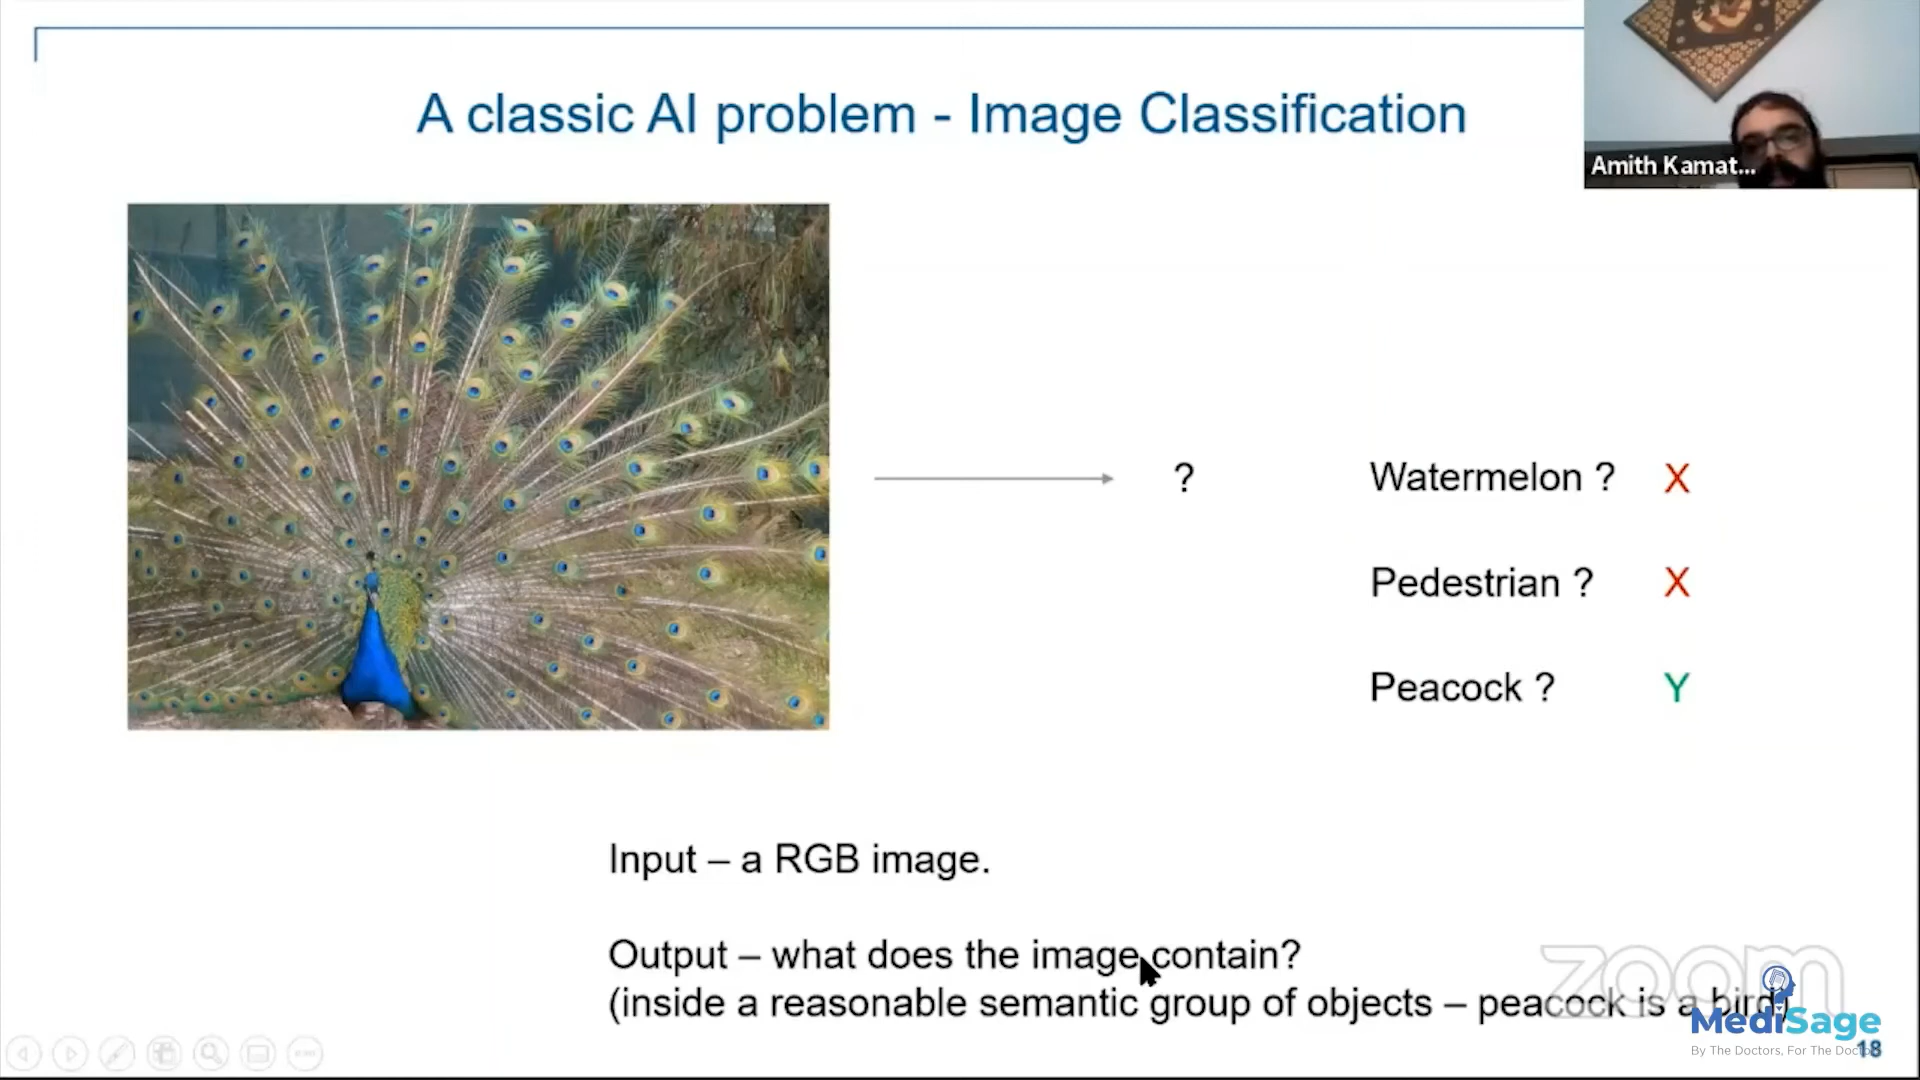 A classic AI problem - Image Classification
Amith Kamat...
?
Watermelon ? X
Pedestrian ? X
Peacock ? Y
Input – a RGB image.
Output – what does the image contain?
(inside a reasonable semantic group of objects – peacock is a bird)
zoom
MediSage
By The Doctors, For The Doctors
18